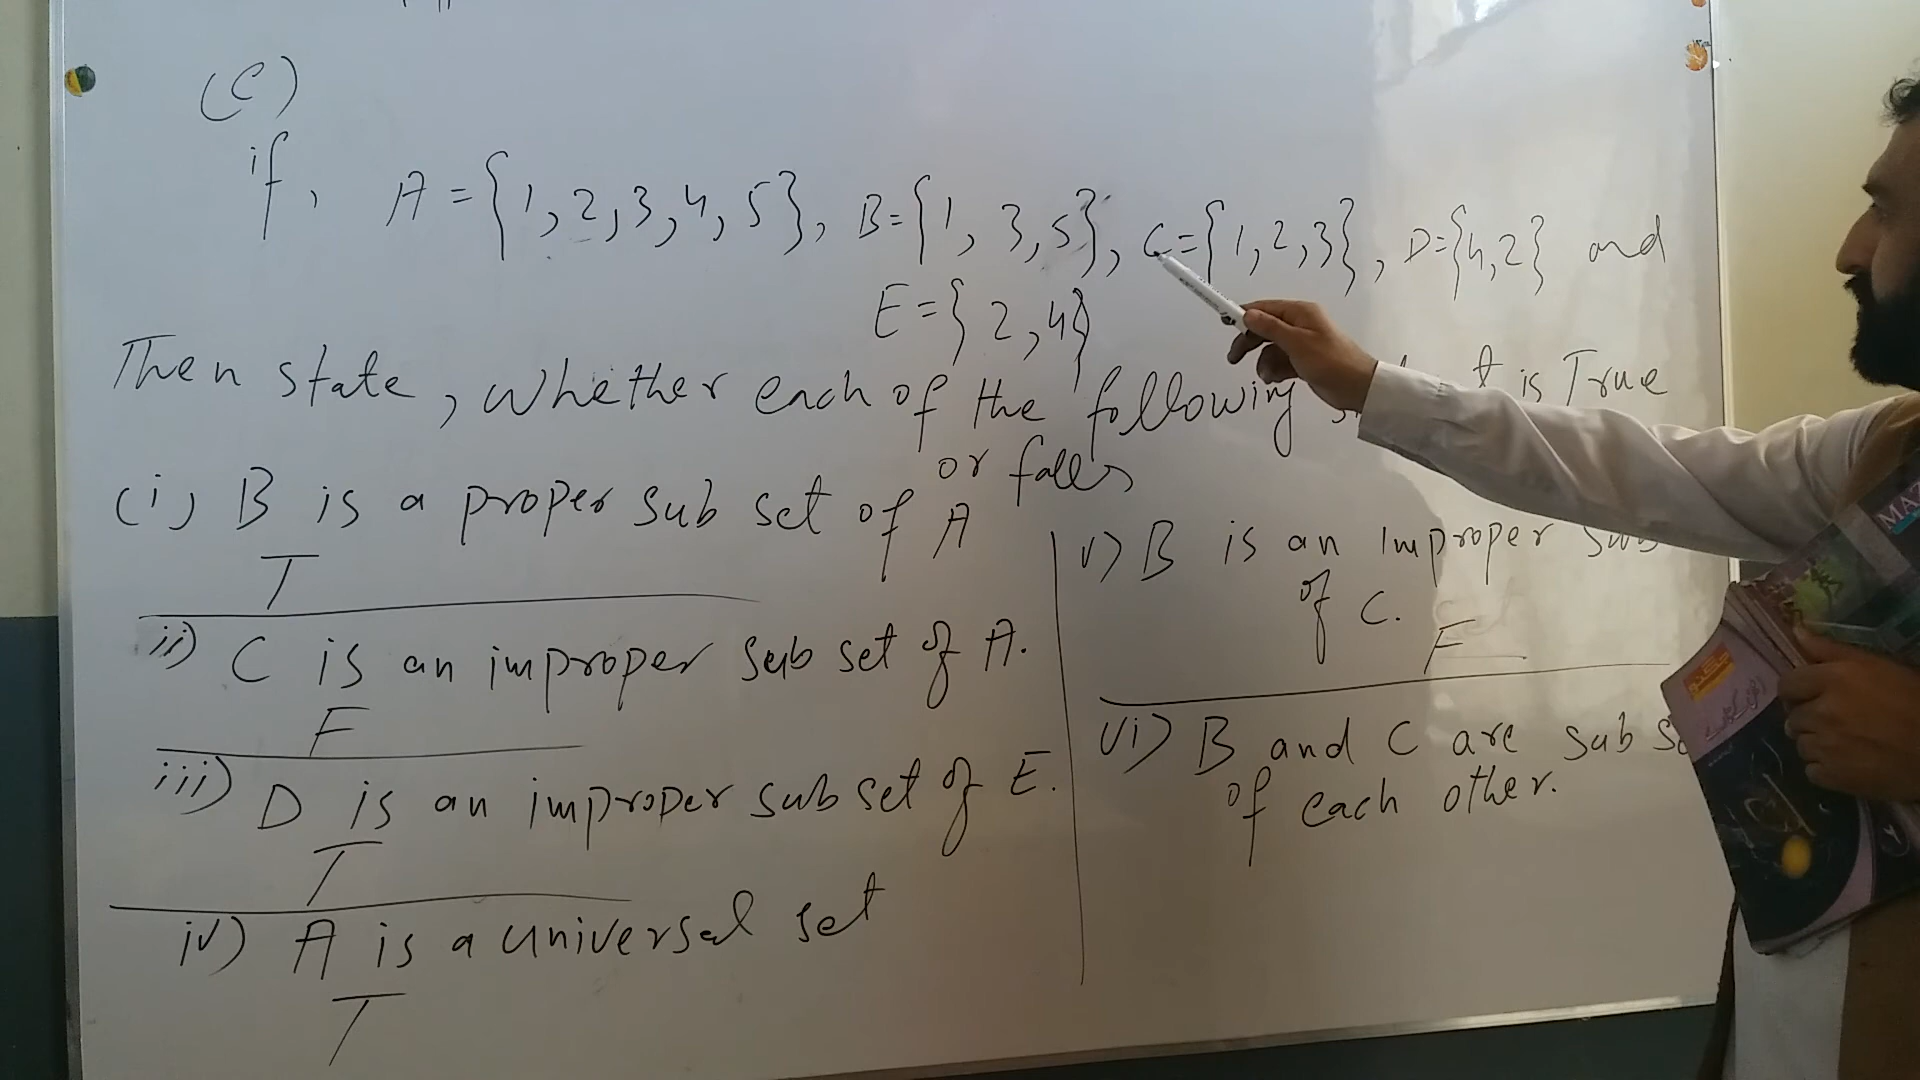 (C)
if, A = {1, 2, 3, 4, 5}, B = {1, 3, 5}, C = {1, 2, 3}, D = {4, 2} and
E = {2, 4}
Then state, whether each of the following is True
or falls
(i) B is a proper sub set of A
T
ii) C is an improper sub set of A.
F
iii) D is an improper sub set of E.
T
iv) A is a universal set
T
v) B is an improper sub
of C.
F
vi) B and C are sub
of each other.
MAZ